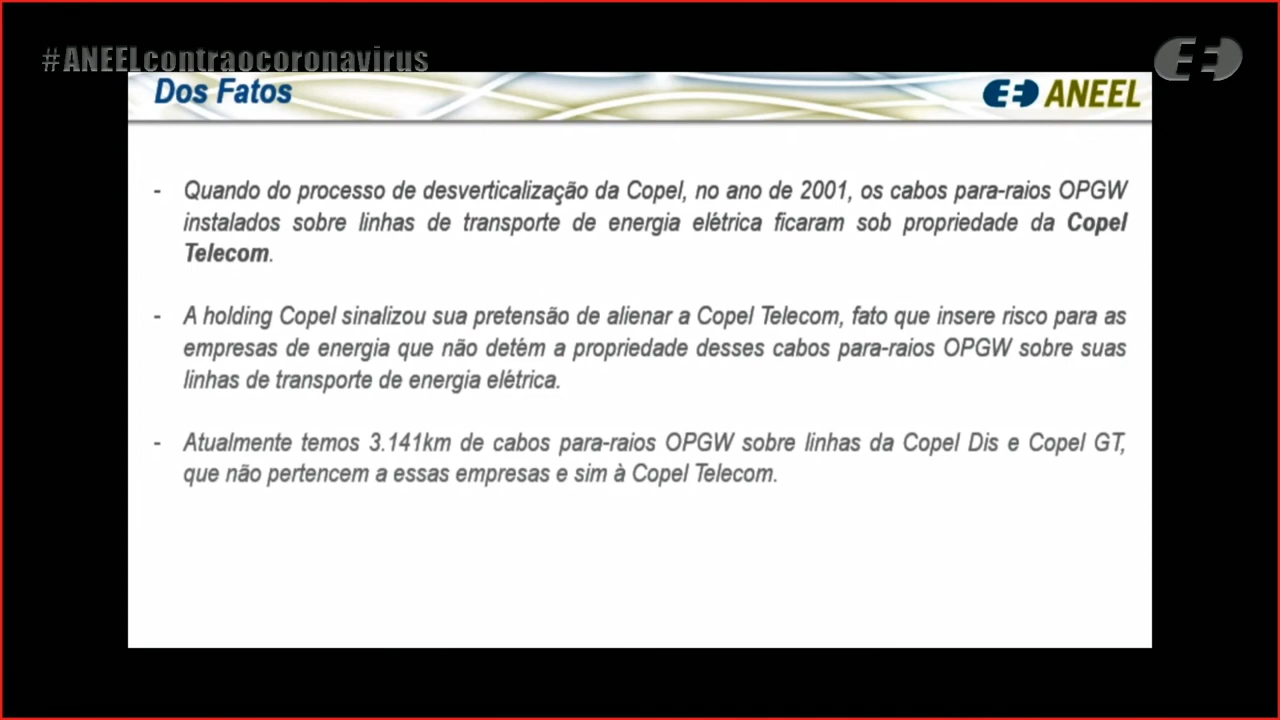 #ANEELcontraocoronavirus
Dos Fatos
ANEEL
- Quando do processo de desverticalização da Copel, no ano de 2001, os cabos para-raios OPGW
instalados sobre linhas de transporte de energia elétrica ficaram sob propriedade da Copel
Telecom.
- A holding Copel sinalizou sua pretensão de alienar a Copel Telecom, fato que insere risco para as
empresas de energia que não detém a propriedade desses cabos para-raios OPGW sobre suas
linhas de transporte de energia elétrica.
- Atualmente temos 3.141km de cabos para-raios OPGW sobre linhas da Copel Dis e Copel GT,
que não pertencem a essas empresas e sim à Copel Telecom.